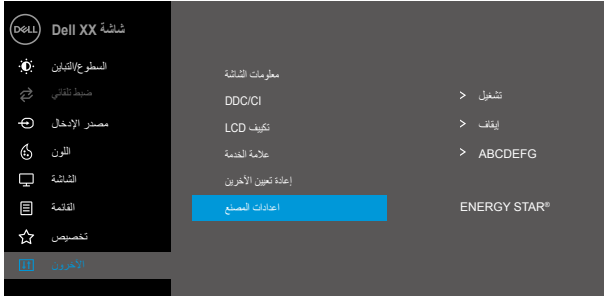 DELL
شاشة Dell XX
السطوع/التباين
ضبط تلقائي
مصدر الإدخال
اللون
الشاشة
القائمة
تخصيص
الآخرون
معلومات الشاشة
DDC/CI
تكييف LCD
علامة الخدمة
إعادة تعيين الآخرين
اعدادات المصنع
> تشغيل
> إيقاف
> ABCDEFG
ENERGY STAR®